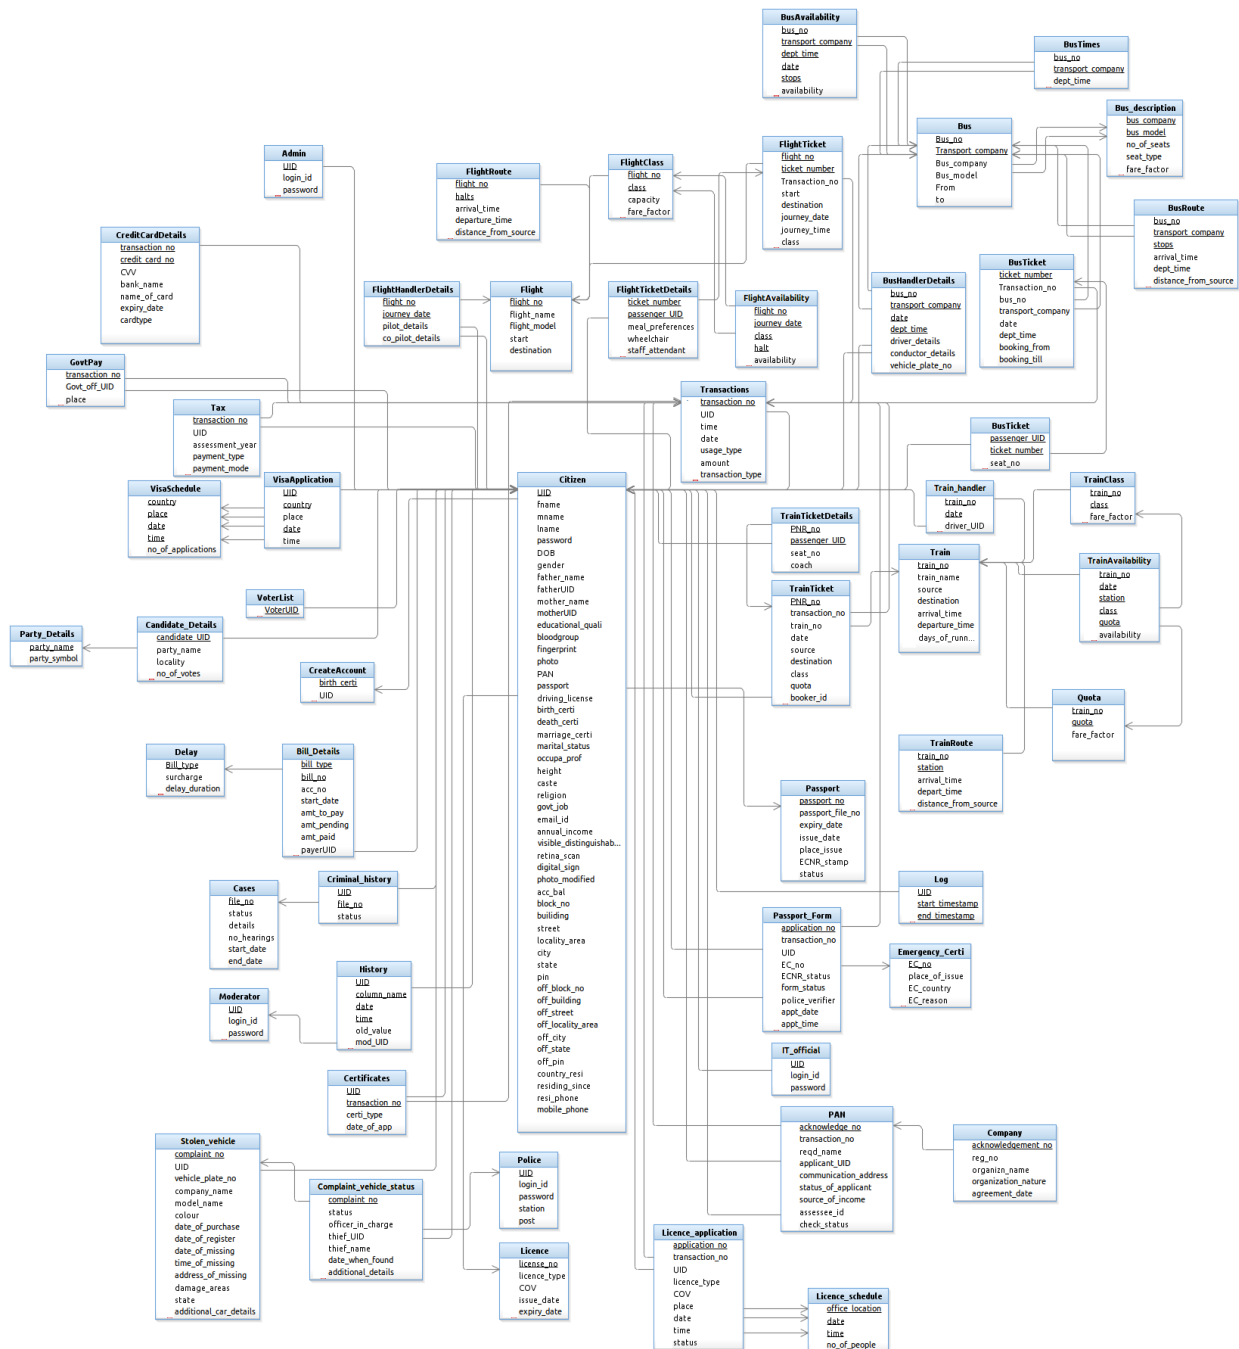 BusAvailability
bus_no
transport_company
dept_time
date
stops
availability
BusTimes
bus_no
transport_company
dept_time
Bus_description
bus_company
bus_model
no_of_seats
seat_type
fare_factor
Bus
Bus_no
Transport_company
Bus_company
Bus_model
From
to
Admin
UID
login_id
password
FlightRoute
flight_no
halts
arrival_time
departure_time
distance_from_source
FlightClass
flight_no
class
capacity
fare_factor
FlightTicket
flight_no
ticket_number
Transaction_no
start
destination
journey_date
journey_time
class
BusRoute
bus_no
transport_company
stops
arrival_time
dept_time
distance_from_source
CreditCardDetails
transaction_no
credit_card_no
CVV
bank_name
name_of_card
expiry_date
cardtype
FlightHandlerDetails
flight_no
journey_date
pilot_details
co_pilot_details
Flight
flight_no
flight_name
flight_model
start
destination
FlightTicketDetails
ticket_number
passenger_UID
meal_preferences
wheelchair
staff_attendant
FlightAvailability
flight_no
journey_date
class
halt
availability
BusHandlerDetails
bus_no
transport_company
date
dept_time
driver_details
conductor_details
vehicle_plate_no
BusTicket
ticket_number
Transaction_no
bus_no
transport_company
date
dept_time
booking_from
booking_till
GovtPay
transaction_no
Govt_off_UID
place
Tax
transaction_no
UID
assessment_year
payment_type
payment_mode
Transactions
transaction_no
UID
time
date
usage_type
amount
transaction_type
BusTicket
passenger_UID
ticket_number
seat_no
VisaSchedule
country
place
date
time
no_of_applications
VisaApplication
UID
country
place
date
time
Citizen
UID
fname
mname
lname
password
DOB
gender
father_name
fatherUID
mother_name
motherUID
educational_quali
bloodgroup
fingerprint
photo
PAN
passport
driving_license
birth_certi
death_certi
marriage_certi
marital_status
occupa_prof
height
caste
religion
govt_job
email_id
annual_income
visible_distinguishab...
retina_scan
digital_sign
photo_modified
acc_bal
block_no
builiding
street
locality_area
city
state
pin
off_block_no
off_building
off_street
off_locality_area
off_city
off_state
off_pin
country_resi
residing_since
resi_phone
mobile_phone
Train_handler
train_no
date
driver_UID
TrainClass
train_no
class
fare_factor
TrainTicketDetails
PNR_no
passenger_UID
seat_no
coach
Train
train_no
train_name
source
destination
arrival_time
departure_time
days_of_runn...
TrainAvailability
train_no
date
station
class
quota
availability
TrainTicket
PNR_no
transaction_no
train_no
date
source
destination
class
quota
booker_id
VoterList
VoterUID
Party_Details
party_name
party_symbol
Candidate_Details
candidate_UID
party_name
locality
no_of_votes
CreateAccount
birth_certi
UID
Quota
train_no
quota
fare_factor
TrainRoute
train_no
station
arrival_time
depart_time
distance_from_source
Delay
Bill_type
surcharge
delay_duration
Bill_Details
bill_type
bill_no
acc_no
start_date
amt_to_pay
amt_pending
amt_paid
payerUID
Passport
passport_no
passport_file_no
expiry_date
issue_date
place_issue
ECNR_stamp
status
Cases
file_no
status
details
no_hearings
start_date
end_date
Criminal_history
UID
file_no
status
Log
UID
start_timestamp
end_timestamp
Passport_Form
application_no
transaction_no
UID
EC_no
ECNR_status
form_status
police_verifier
appt_date
appt_time
Emergency_Certi
EC_no
place_of_issue
EC_country
EC_reason
History
UID
column_name
date
time
old_value
mod_UID
Moderator
UID
login_id
password
IT_official
UID
login_id
password
Certificates
UID
transaction_no
certi_type
date_of_app
PAN
acknowledge_no
transaction_no
reqd_name
applicant_UID
communication_address
status_of_applicant
source_of_income
assessee_id
check_status
Company
acknowledgement_no
reg_no
organizn_name
organization_nature
agreement_date
Stolen_vehicle
complaint_no
UID
vehicle_plate_no
company_name
model_name
colour
date_of_purchase
date_of_register
date_of_missing
time_of_missing
address_of_missing
damage_areas
state
additional_car_details
Complaint_vehicle_status
complaint_no
status
officer_in_charge
thief_UID
thief_name
date_when_found
additional_details
Police
UID
login_id
password
station
post
Licence
license_no
licence_type
COV
issue_date
expiry_date
Licence_application
application_no
transaction_no
UID
licence_type
COV
place
date
time
status
Licence_schedule
office_location
date
time
no_of_people